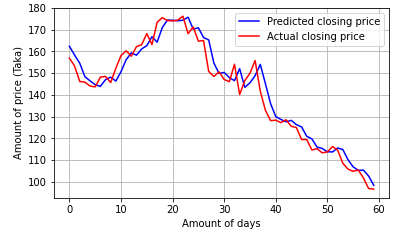 180
170
160
150
140
130
120
110
100
Amount of price (Taka)
Predicted closing price
Actual closing price
0 10 20 30 40 50 60
Amount of days